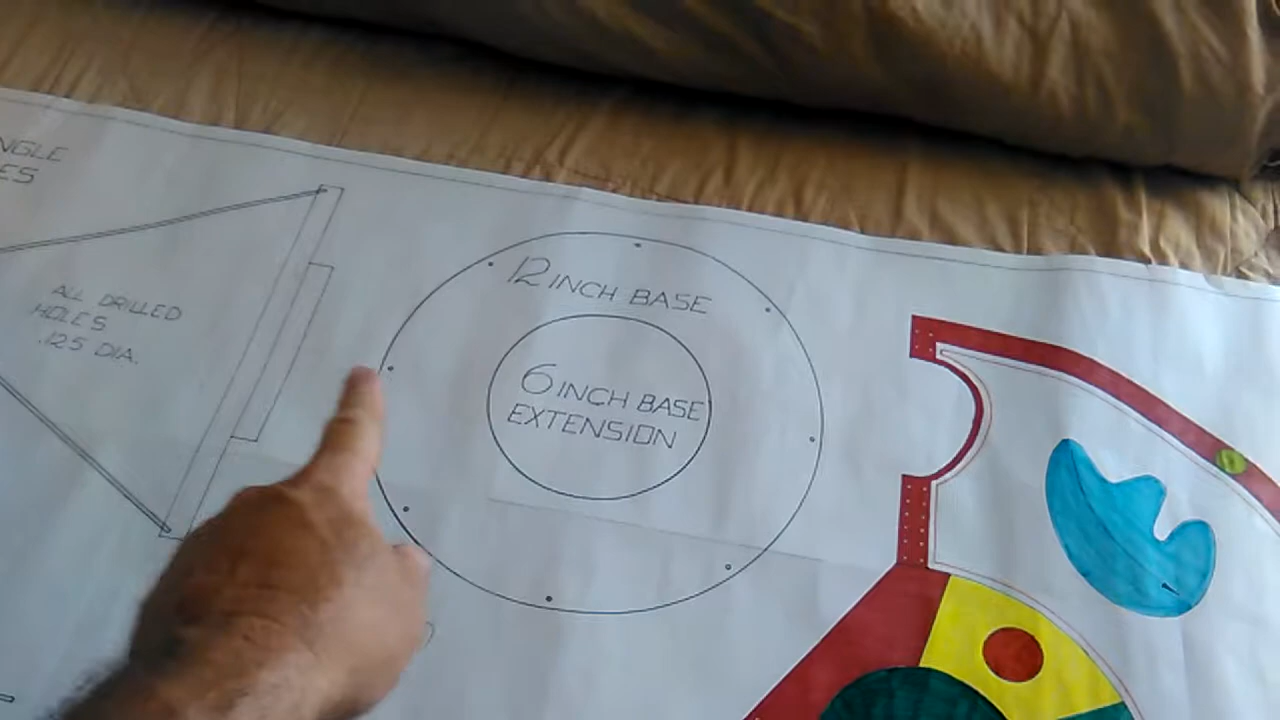 ALL DRILLED
HOLES
.125 DIA.
12 INCH BASE
6 INCH BASE
EXTENSION